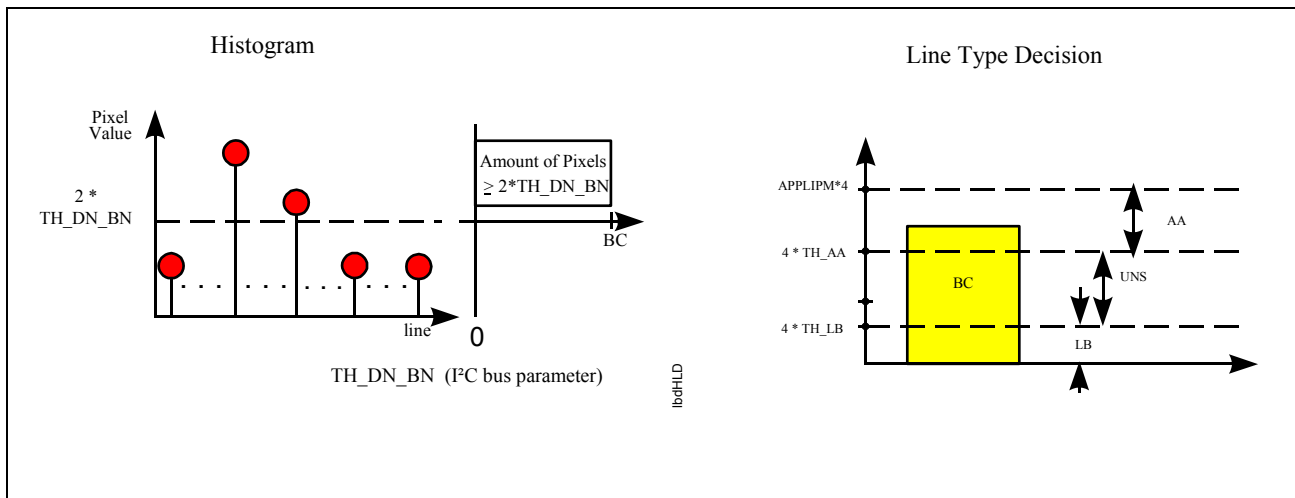 Histogram
Pixel
Value
2 *
TH_DN_BN
Amount of Pixels
≥ 2*TH_DN_BN
BC
line
0
TH_DN_BN (I²C bus parameter)
lbdHLD
Line Type Decision
APPLIPM*4
AA
4 * TH_AA
UNS
BC
4 * TH_LB
LB